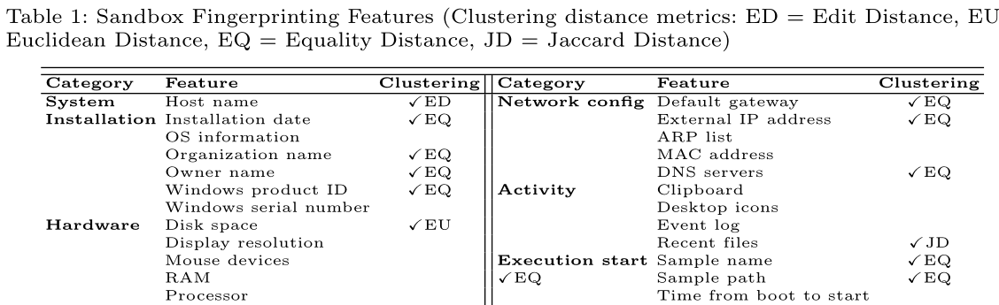 Table 1: Sandbox Fingerprinting Features (Clustering distance metrics: ED = Edit Distance, EU
Euclidean Distance, EQ = Equality Distance, JD = Jaccard Distance)
Category Feature Clustering Category Feature Clustering
System Host name ✓ED Network config Default gateway ✓EQ
Installation Installation date ✓EQ External IP address ✓EQ
OS information ARP list
Organization name ✓EQ MAC address
Owner name ✓EQ DNS servers ✓EQ
Windows product ID ✓EQ Activity Clipboard
Windows serial number Desktop icons
Hardware Disk space ✓EU Event log
Display resolution Recent files ✓JD
Mouse devices Execution start Sample name ✓EQ
RAM ✓EQ Sample path ✓EQ
Processor Time from boot to start